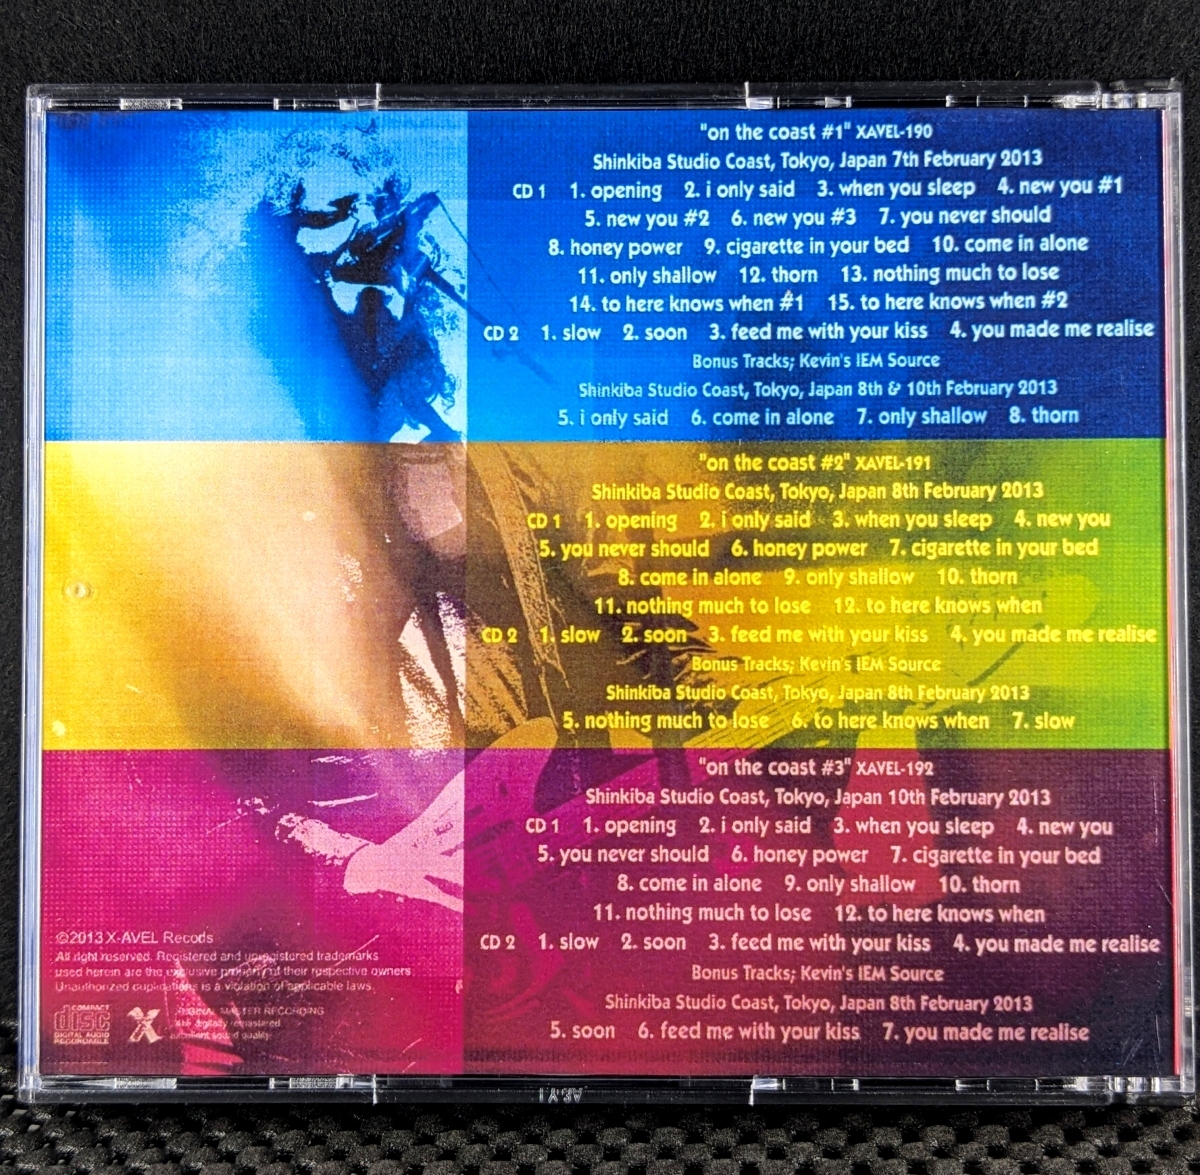 "on the coast #1" XAVEL-190
Shinkiba Studio Coast, Tokyo, Japan 7th February 2013
CD 1 1. opening 2. i only said 3. when you sleep 4. new you #1
5. new you #2 6. new you #3 7. you never should
8. honey power 9. cigarette in your bed 10. come in alone
11. only shallow 12. thorn 13. nothing much to lose
14. to here knows when #1 15. to here knows when #2
CD 2 1. slow 2. soon 3. feed me with your kiss 4. you made me realise
Bonus Tracks; Kevin's IEM Source
Shinkiba Studio Coast, Tokyo, Japan 8th & 10th February 2013
5. i only said 6. come in alone 7. only shallow 8. thorn
"on the coast #2" XAVEL-191
Shinkiba Studio Coast, Tokyo, Japan 8th February 2013
CD 1 1. opening 2. i only said 3. when you sleep 4. new you
5. you never should 6. honey power 7. cigarette in your bed
8. come in alone 9. only shallow 10. thorn
11. nothing much to lose 12. to here knows when
CD 2 1. slow 2. soon 3. feed me with your kiss 4. you made me realise
Bonus Tracks; Kevin's IEM Source
Shinkiba Studio Coast, Tokyo, Japan 8th February 2013
5. nothing much to lose 6. to here knows when 7. slow
"on the coast #3" XAVEL-192
Shinkiba Studio Coast, Tokyo, Japan 10th February 2013
CD 1 1. opening 2. i only said 3. when you sleep 4. new you
5. you never should 6. honey power 7. cigarette in your bed
8. come in alone 9. only shallow 10. thorn
11. nothing much to lose 12. to here knows when
CD 2 1. slow 2. soon 3. feed me with your kiss 4. you made me realise
Bonus Tracks; Kevin's IEM Source
Shinkiba Studio Coast, Tokyo, Japan 8th February 2013
5. soon 6. feed me with your kiss 7. you made me realise
©2013 X-AVEL Records
All right reserved. Registered and unregistered trademarks
used herein are the exclusive property of their respective owners.
Unauthorized duplications is a violation of applicable laws.
COMPACT
disc
DIGITAL AUDIO
RECORDABLE
X
ORIGINAL MASTER RECORDING
digitally remastered
excellent sound quality